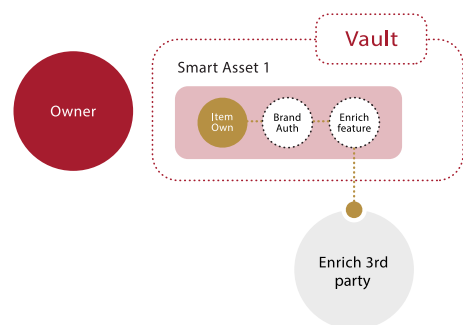 Vault
Smart Asset 1
Owner
Item
Own
Brand
Auth
Enrich
feature
Enrich 3rd
party